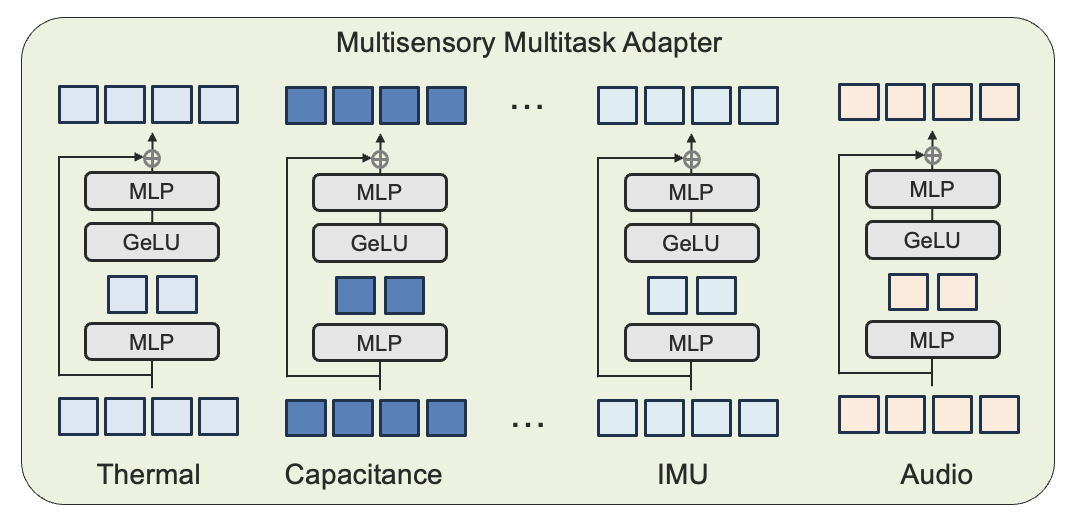 Multisensory Multitask Adapter
...
MLP
MLP
MLP
MLP
GeLU
GeLU
GeLU
GeLU
MLP
MLP
MLP
MLP
...
Thermal
Capacitance
IMU
Audio